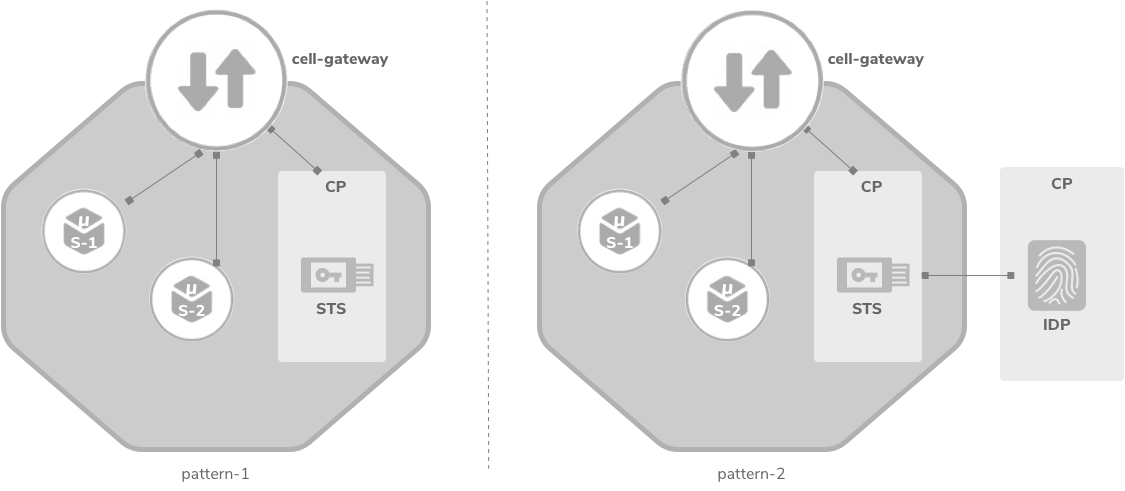 cell-gateway
CP
μ
S-1
μ
S-2
STS
pattern-1
cell-gateway
CP
μ
S-1
μ
S-2
STS
CP
IDP
pattern-2